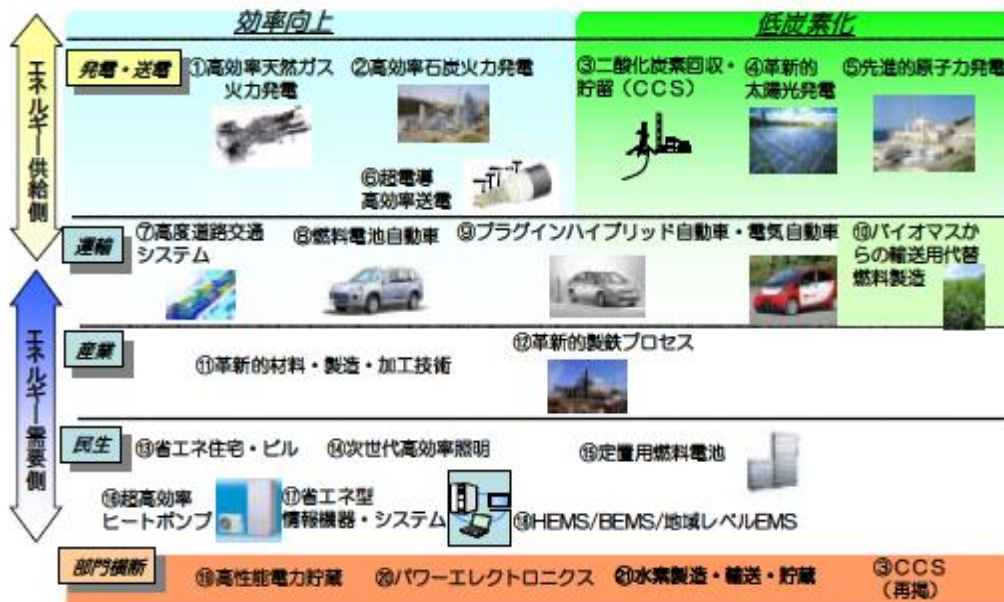 効率向上
低炭素化
エネルギー供給側
発電・送電
①高効率天然ガス
火力発電
②高効率石炭火力発電
③二酸化炭素回収・
貯留(CCS)
④革新的
太陽光発電
⑤先進的原子力発電
⑥超電導
高効率送電
運輸
⑦高度道路交通
システム
⑧燃料電池自動車
⑨プラグインハイブリッド自動車・電気自動車
⑩バイオマスか
らの輸送用代替
燃料製造
エネルギー需要側
産業
⑪革新的材料・製造・加工技術
⑫革新的製鉄プロセス
民生
⑬省エネ住宅・ビル
⑭次世代高効率照明
⑮定置用燃料電池
⑯超高効率
ヒートポンプ
⑰省エネ型
情報機器・システム
⑱HEMS/BEMS/地域レベルEMS
部門横断
⑲高性能電力貯蔵
⑳パワーエレクトロニクス
㉑水素製造・輸送・貯蔵
③CCS
(再掲)